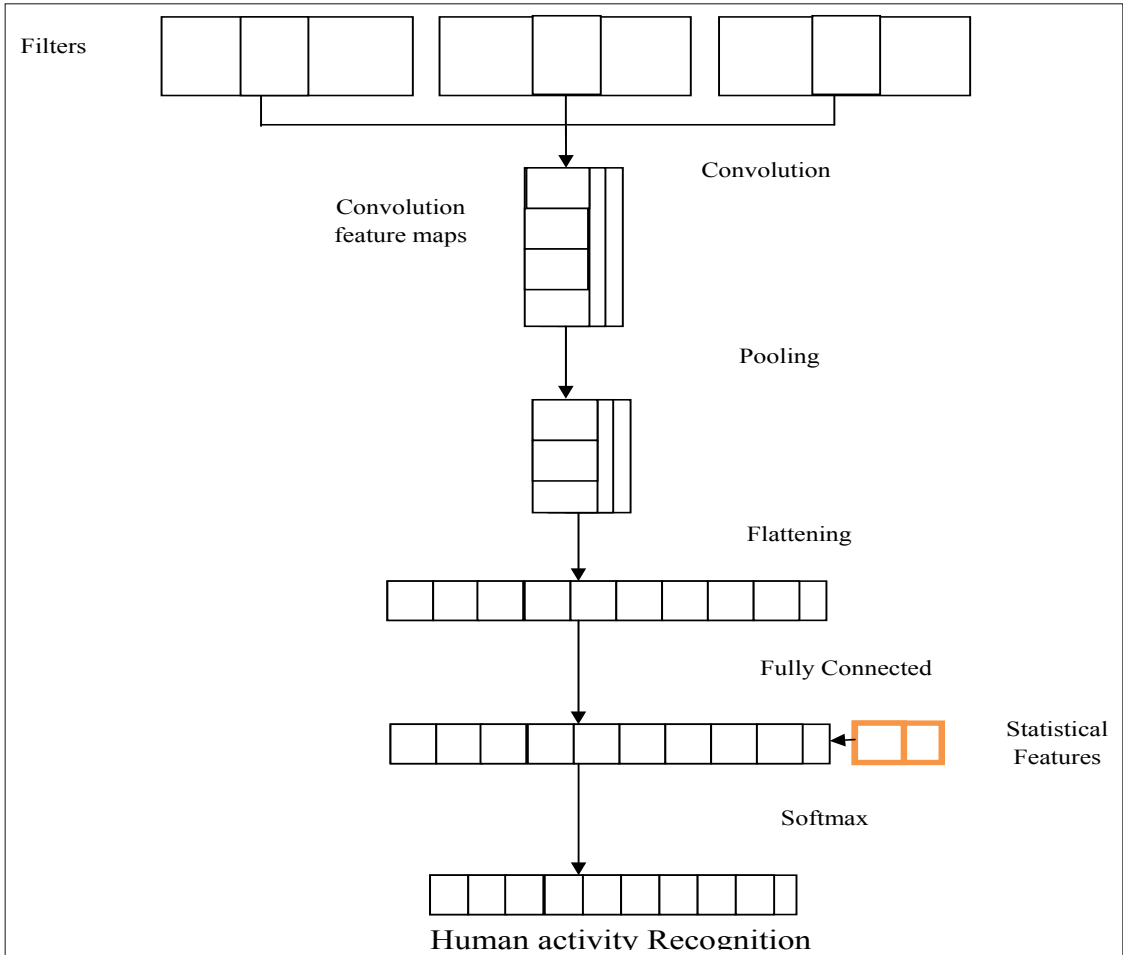 Filters
Convolution
Convolution
feature maps
Pooling
Flattening
Fully Connected
Statistical
Features
Softmax
Human activity Recognition